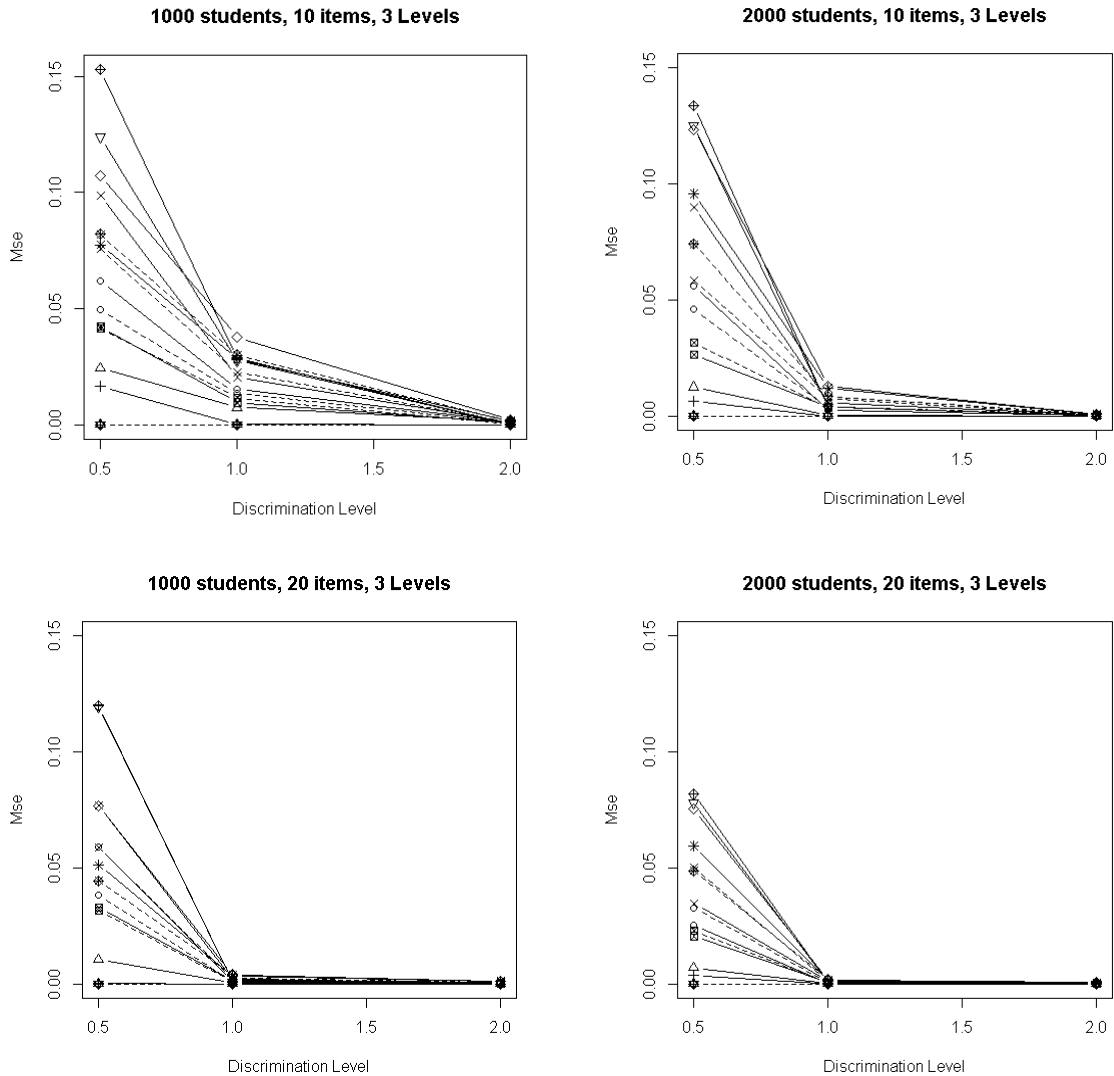 1000 students, 10 items, 3 Levels
Mse
0.15
0.10
0.05
0.00
0.5 1.0 1.5 2.0
Discrimination Level
2000 students, 10 items, 3 Levels
Mse
0.15
0.10
0.05
0.00
0.5 1.0 1.5 2.0
Discrimination Level
1000 students, 20 items, 3 Levels
Mse
0.15
0.10
0.05
0.00
0.5 1.0 1.5 2.0
Discrimination Level
2000 students, 20 items, 3 Levels
Mse
0.15
0.10
0.05
0.00
0.5 1.0 1.5 2.0
Discrimination Level